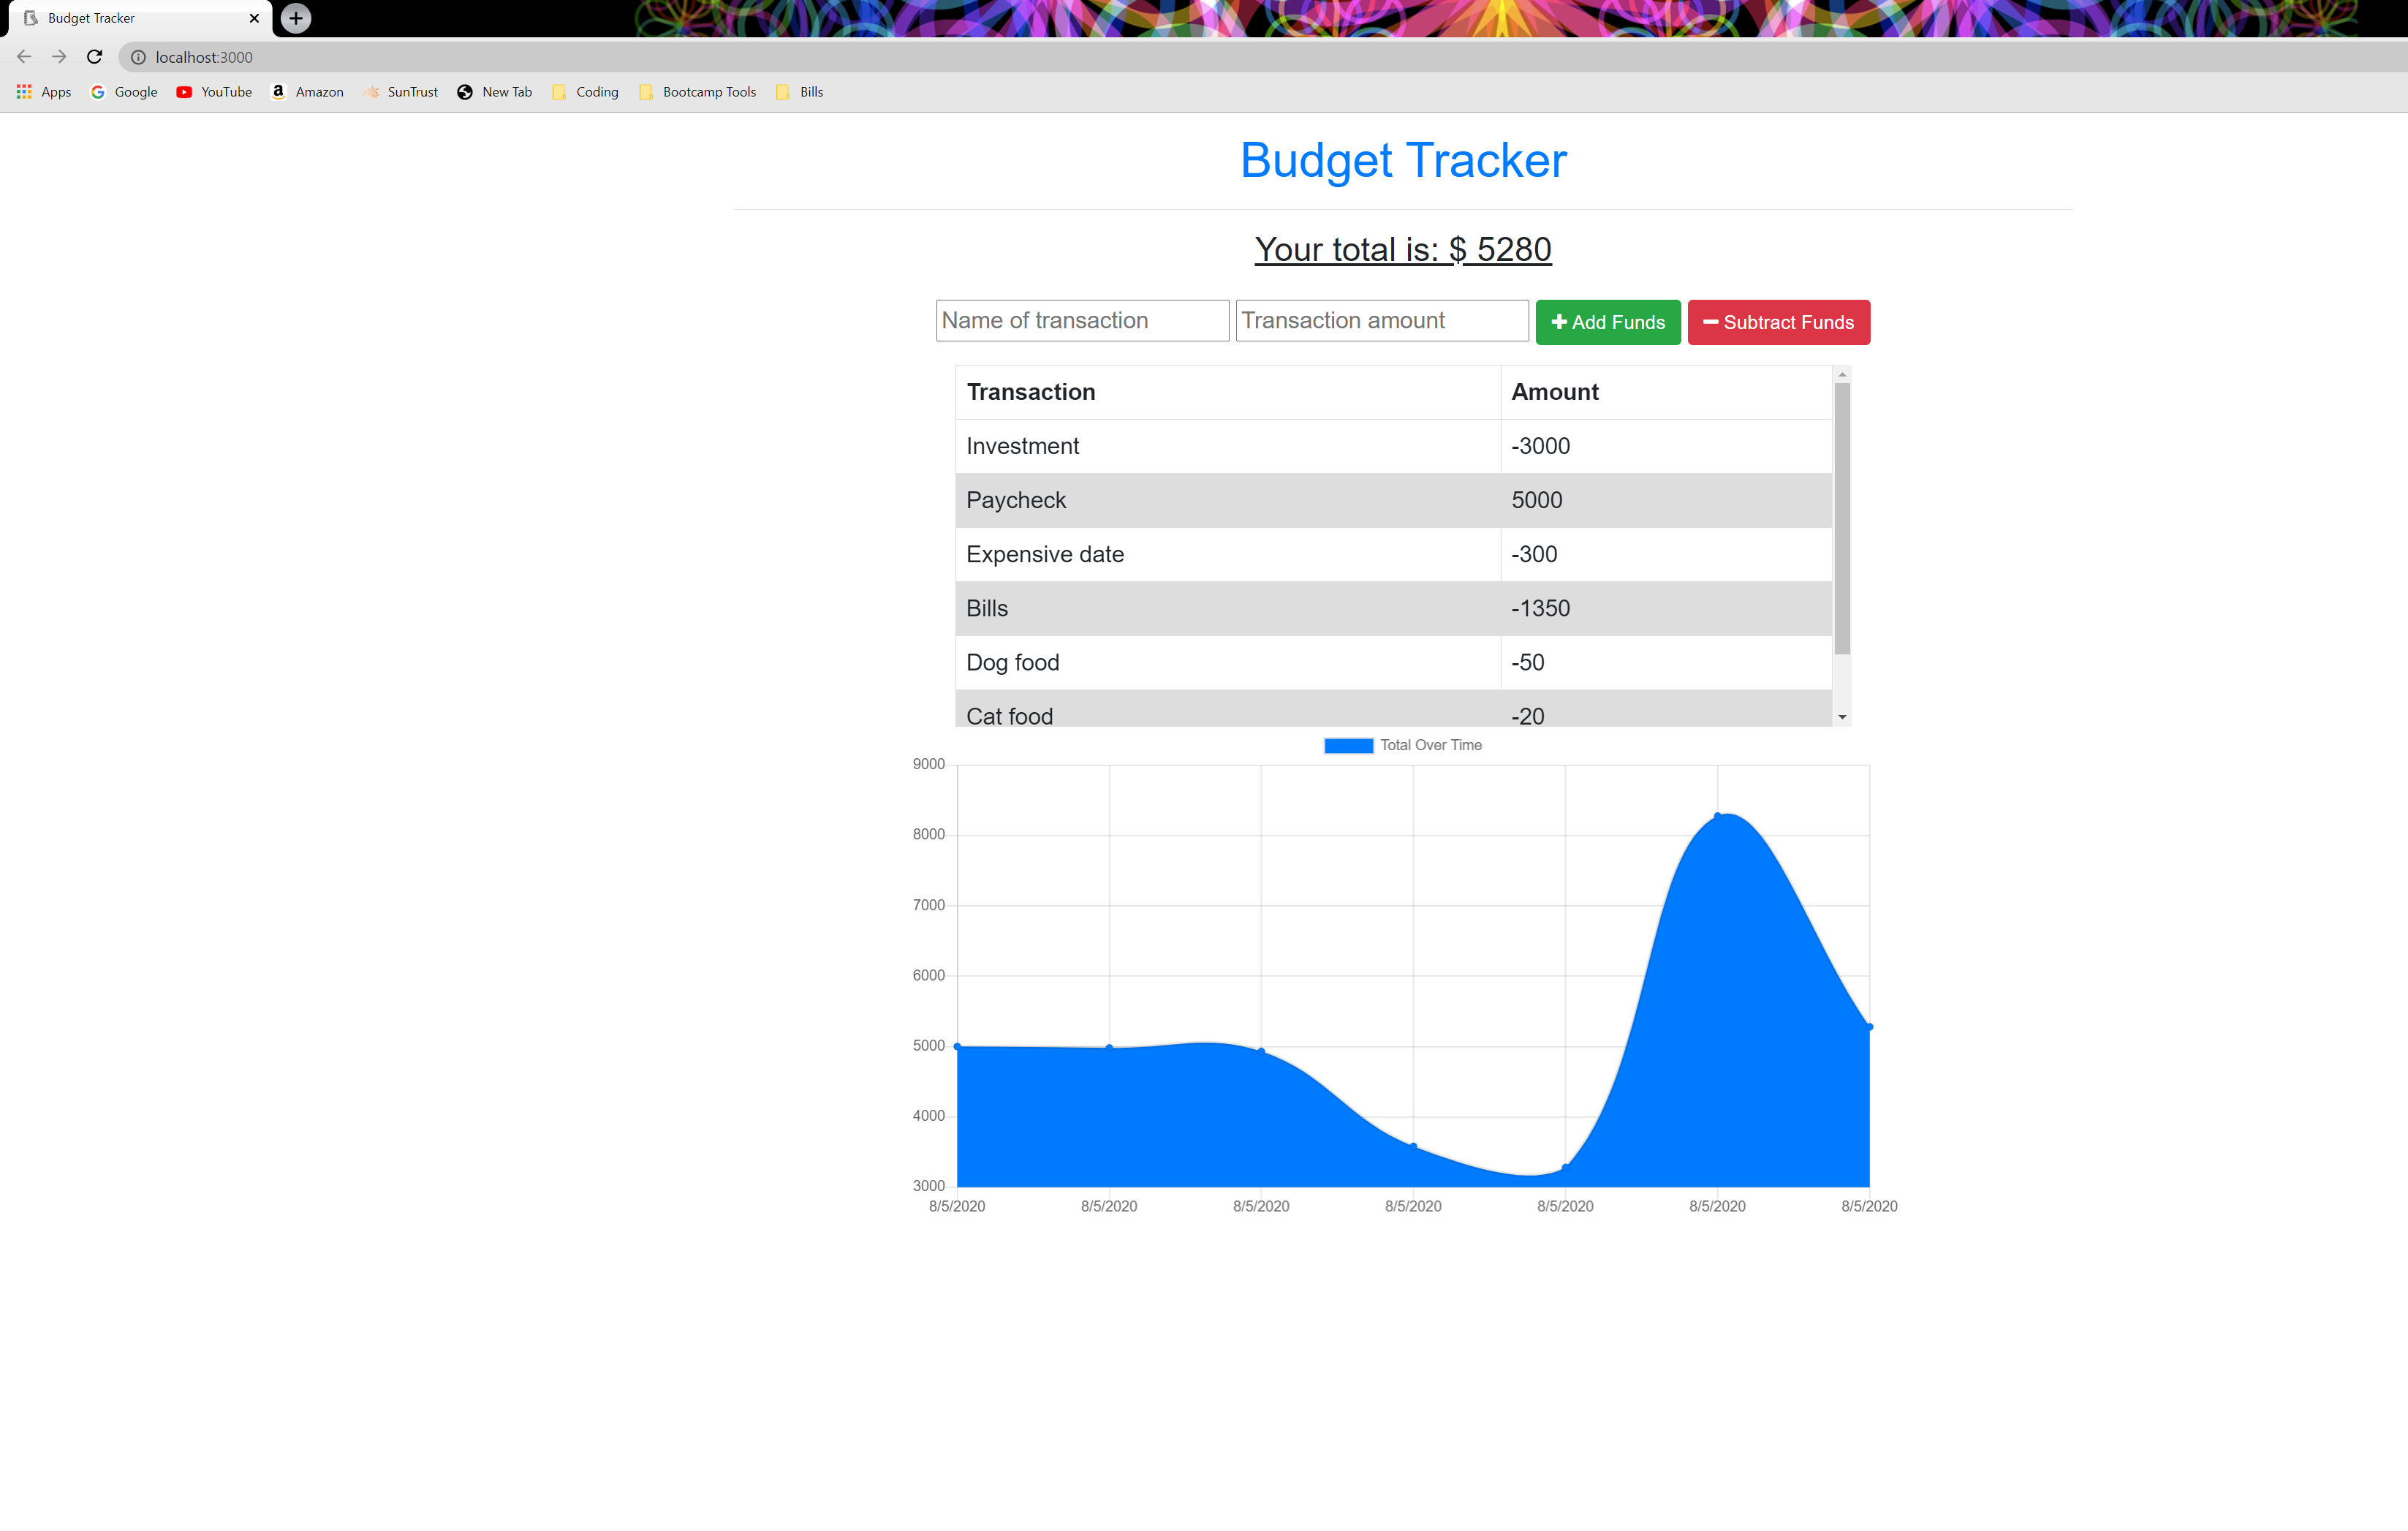 Budget Tracker
localhost:3000
Apps Google YouTube Amazon SunTrust New Tab Coding Bootcamp Tools Bills
Budget Tracker
Your total is: $ 5280
Name of transaction Transaction amount Add Funds Subtract Funds
Transaction Amount
Investment -3000
Paycheck 5000
Expensive date -300
Bills -1350
Dog food -50
Cat food -20
Total Over Time
9000
8000
7000
6000
5000
4000
3000
8/5/2020 8/5/2020 8/5/2020 8/5/2020 8/5/2020 8/5/2020 8/5/2020